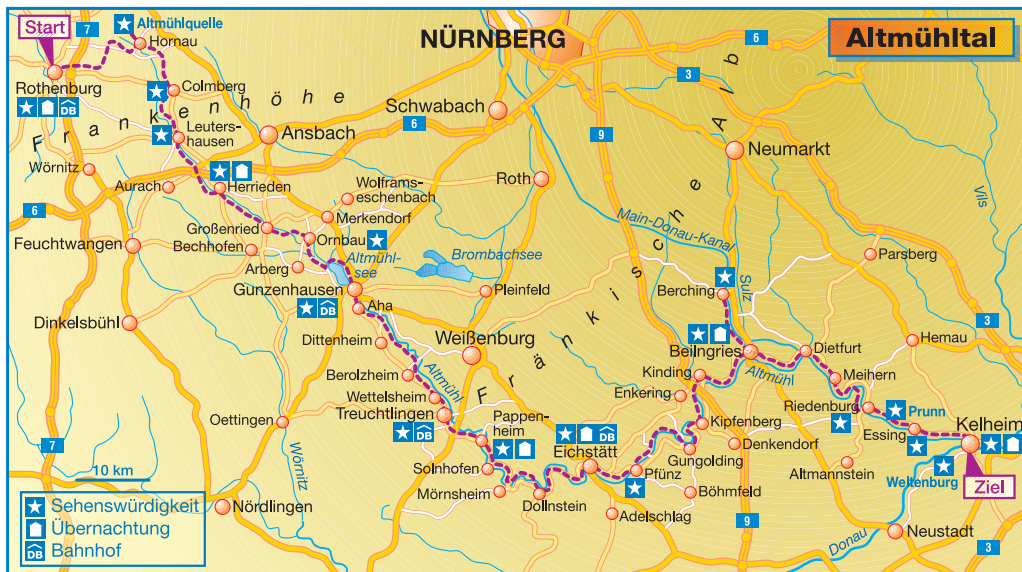 Altmühltal
Start
7
Altmühlquelle
Hornau
NÜRNBERG
6
3
Rothenburg
DB
Colmberg
Frankenhöhe
Schwabach
9
Leuters-
hausen
Ansbach
6
Neumarkt
Wörnitz
Aurach
Herrieden
Wolframs-
eschenbach
Roth
Vils
6
Merkendorf
Großenried
Main-Donau-Kanal
Feuchtwangen
Bechhofen
Ornbau
Altmühl-
see
Brombachsee
Parsberg
Arberg
Sulz
Gunzenhausen
Pleinfeld
Berching
DB
Aha
Dinkelsbühl
Fränkische Alb
3
Dittenheim
Weißenburg
Beilngries
Dietfurt
Hemau
Altmühl
Berolzheim
Kinding
Altmühl
Meihern
Enkering
Wettelsheim
Treuchtlingen
Riedenburg
Prunn
Oettingen
Pappen-
heim
Kipfenberg
Kelheim
DB
DB
Eichstätt
Denkendorf
Essing
7
Wörnitz
Solnhofen
Gungolding
Pfünz
Altmannstein
Weltenburg
10 km
Mörnsheim
Böhmfeld
Ziel
Dollnstein
Sehenswürdigkeit
Nördlingen
Adelschlag
9
Übernachtung
Neustadt
DB
Bahnhof
Donau
3